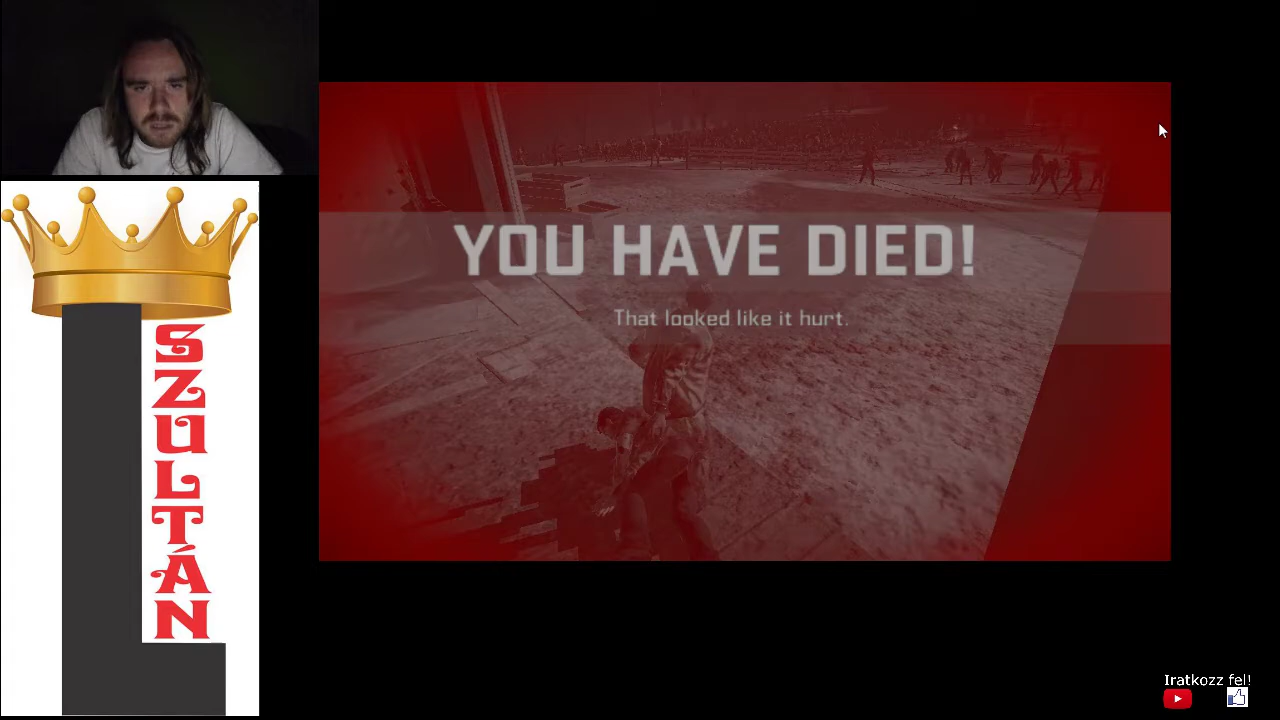 YOU HAVE DIED!
That looked like it hurt.
L
SZULTÁN
Iratkozz fel!